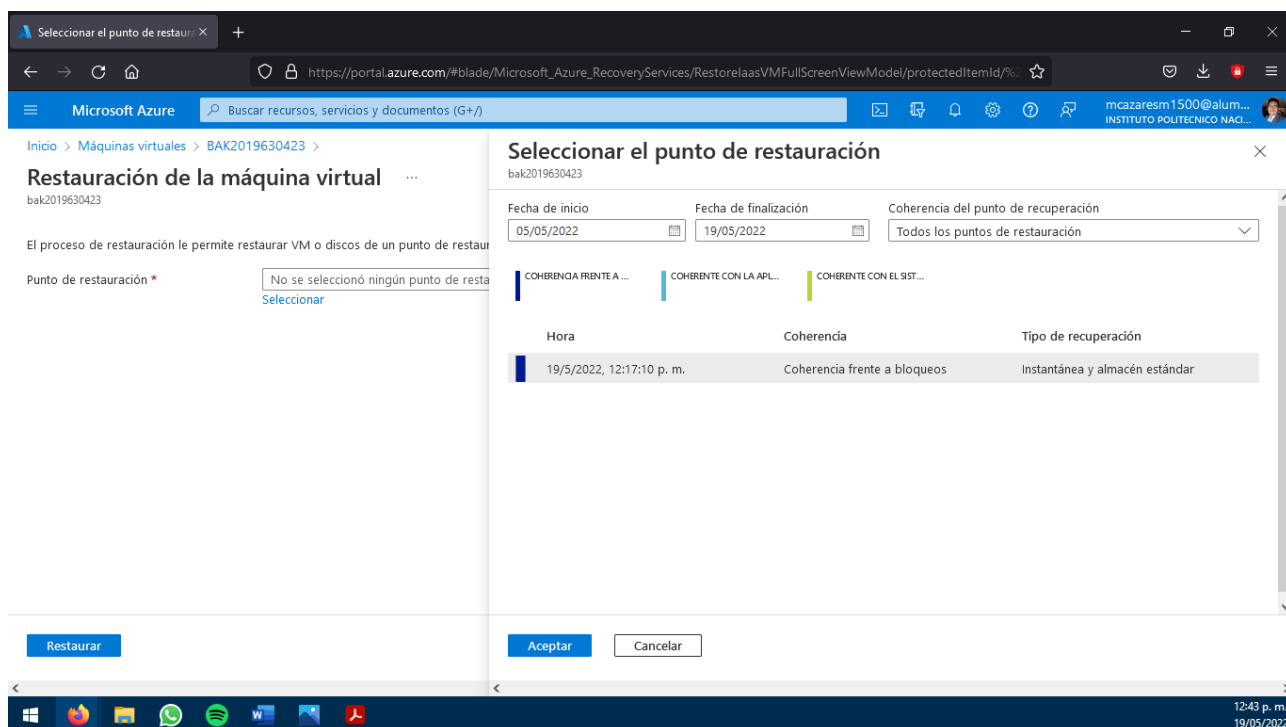 Seleccionar el punto de restaura
https://portal.azure.com/#blade/Microsoft_Azure_RecoveryServices/RestoreIaasVMFullScreenViewModel/protectedItemId/%2
Microsoft Azure
Buscar recursos, servicios y documentos (G+/)
mcazaresm1500@alum...
INSTITUTO POLITECNICO NACI...
Inicio > Máquinas virtuales > BAK2019630423 >
Restauración de la máquina virtual ...
bak2019630423
El proceso de restauración le permite restaurar VM o discos de un punto de restaur
Punto de restauración *
No se seleccionó ningún punto de resta
Seleccionar
Restaurar
Seleccionar el punto de restauración
bak2019630423
Fecha de inicio Fecha de finalización Coherencia del punto de recuperación
05/05/2022 19/05/2022 Todos los puntos de restauración
COHERENCIA FRENTE A ... COHERENTE CON LA APL... COHERENTE CON EL SIST...
Hora Coherencia Tipo de recuperación
19/5/2022, 12:17:10 p. m. Coherencia frente a bloqueos Instantánea y almacén estándar
Aceptar Cancelar
12:43 p. m.
19/05/2022